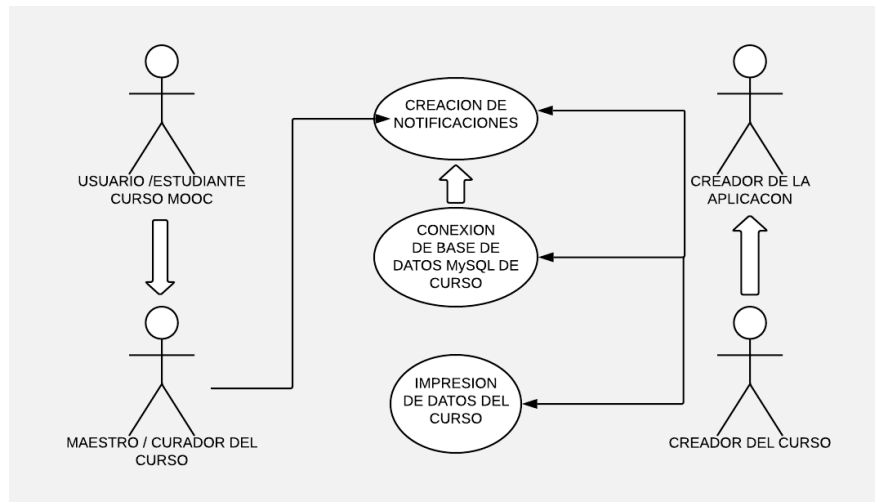 USUARIO /ESTUDIANTE
CURSO MOOC
CREACION DE
NOTIFICACIONES
CREADOR DE LA
APLICACON
CONEXION
DE BASE DE
DATOS MySQL DE
CURSO
MAESTRO / CURADOR DEL
CURSO
IMPRESION
DE DATOS DEL
CURSO
CREADOR DEL CURSO